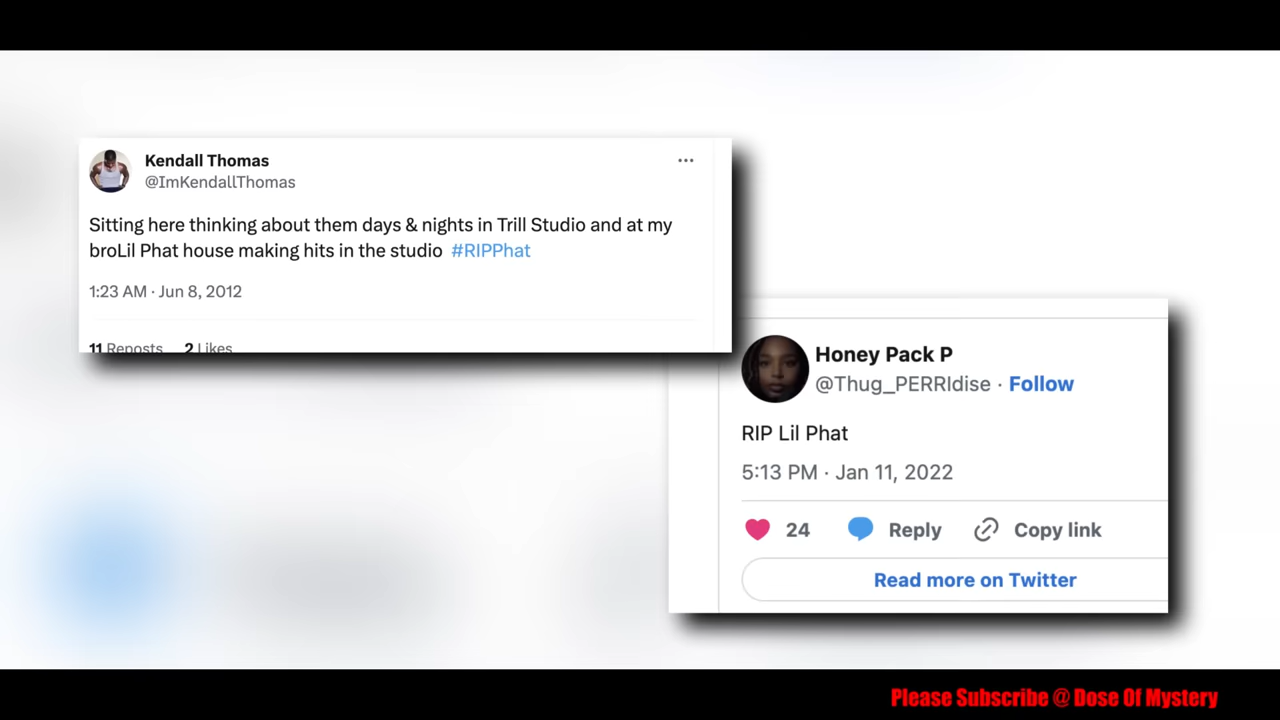 Kendall Thomas
@ImKendallThomas
Sitting here thinking about them days & nights in Trill Studio and at my
broLil Phat house making hits in the studio #RIPPhat
1:23 AM · Jun 8, 2012
11 Reposts 2 Likes
Honey Pack P
@Thug_PERRIdise · Follow
RIP Lil Phat
5:13 PM · Jan 11, 2022
24 Reply Copy link
Read more on Twitter
Please Subscribe @ Dose Of Mystery